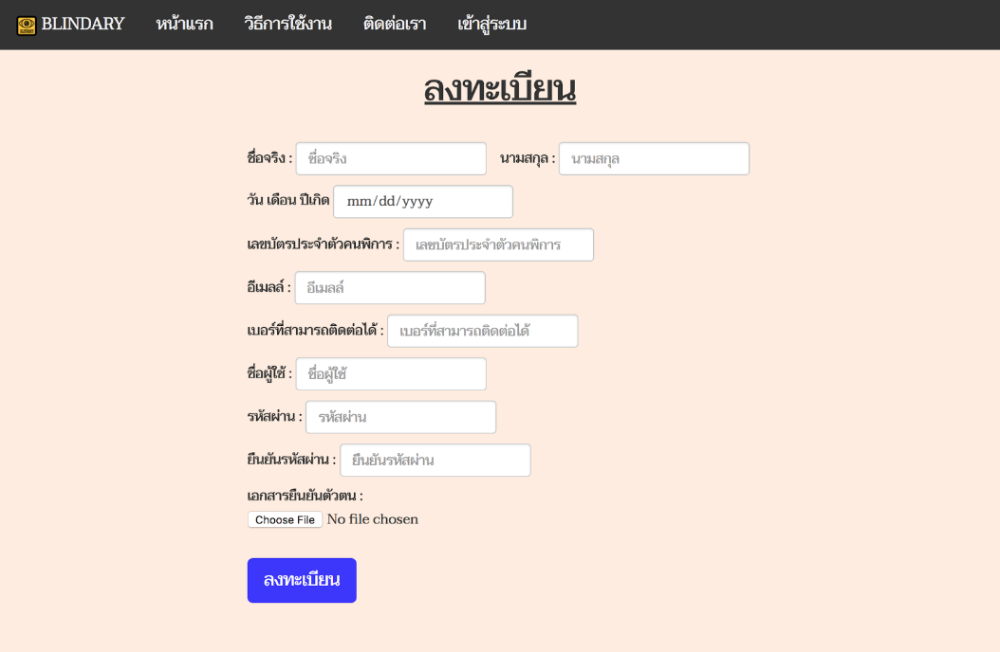 BLINDARY หน้าแรก วิธีการใช้งาน ติดต่อเรา เข้าสู่ระบบ
ลงทะเบียน
ชื่อจริง : ชื่อจริง นามสกุล : นามสกุล
วัน เดือน ปีเกิด mm/dd/yyyy
เลขบัตรประจำตัวคนพิการ : เลขบัตรประจำตัวคนพิการ
อีเมลล์ : อีเมลล์
เบอร์ที่สามารถติดต่อได้ : เบอร์ที่สามารถติดต่อได้
ชื่อผู้ใช้ : ชื่อผู้ใช้
รหัสผ่าน : รหัสผ่าน
ยืนยันรหัสผ่าน : ยืนยันรหัสผ่าน
เอกสารยืนยันตัวตน :
Choose File No file chosen
ลงทะเบียน